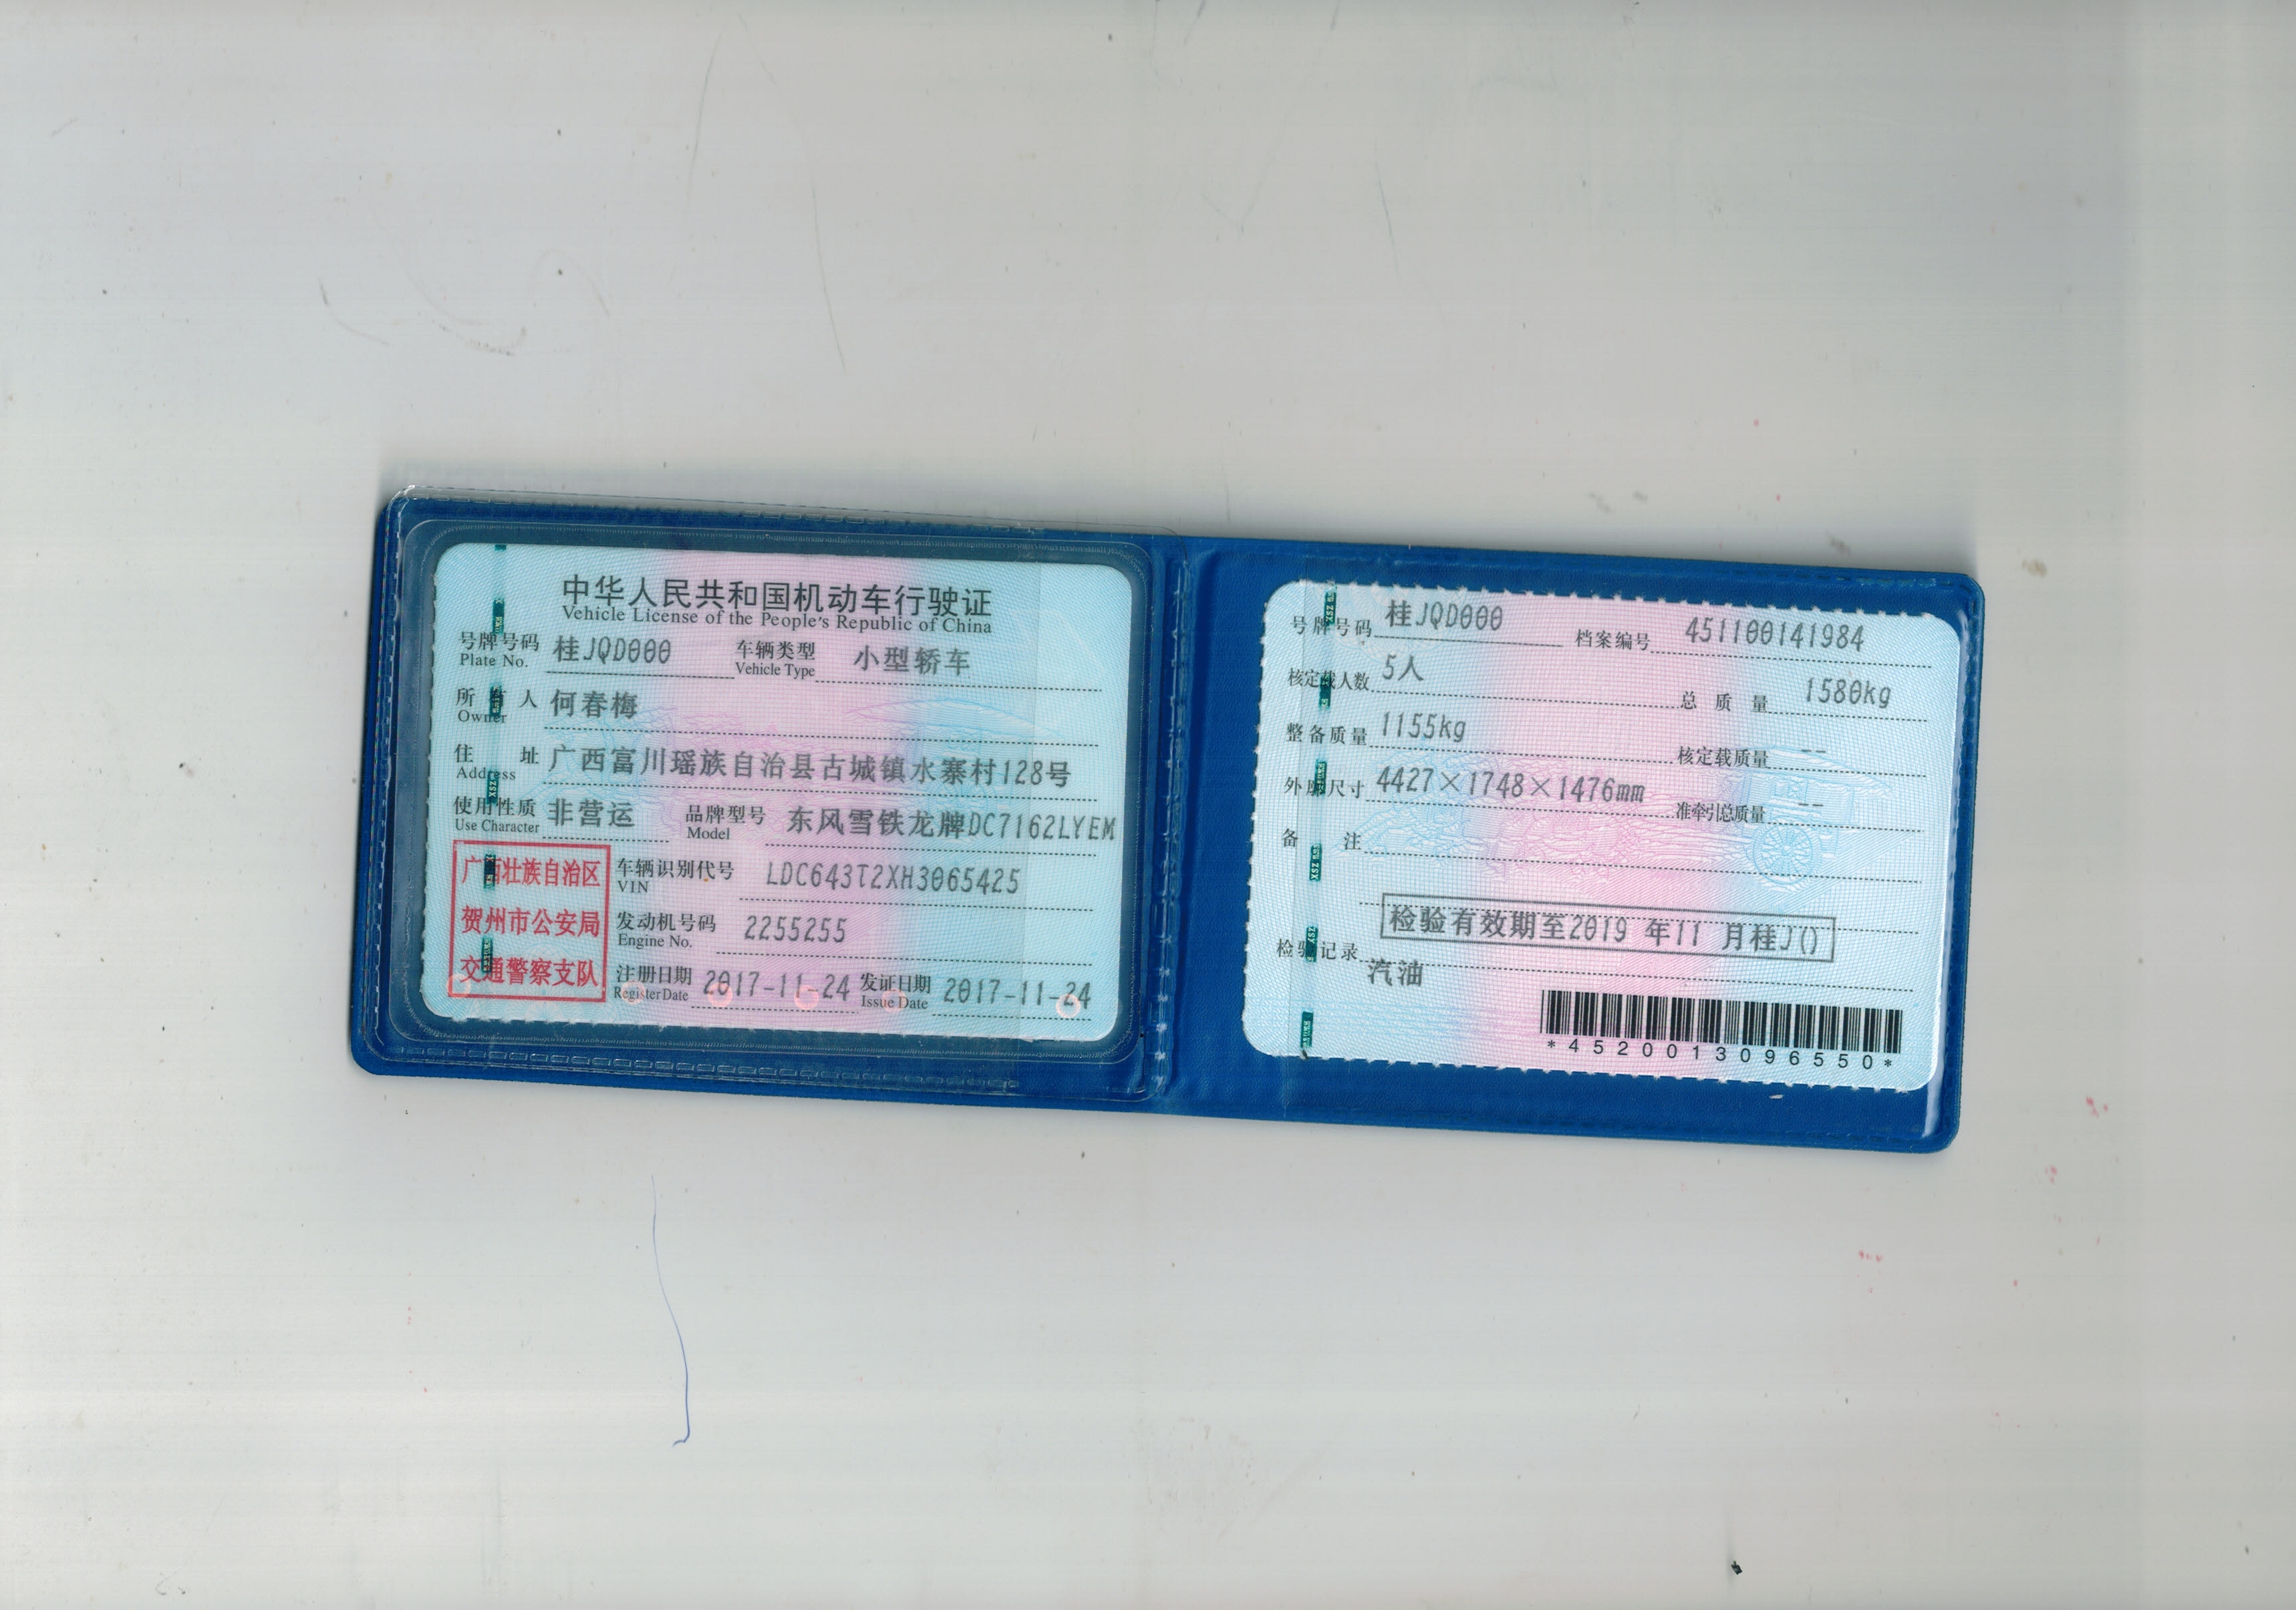 中华人民共和国机动车行驶证
Vehicle License of the People's Republic of China
号牌号码 桂JQD000 车辆类型 小型轿车
Plate No. Vehicle Type
所有人 何春梅
Owner
住址 广西富川瑶族自治县古城镇水寨村128号
Address
使用性质 非营运 品牌型号 东风雪铁龙牌DC7162LYEM
Use Character Model
广西壮族自治区
贺州市公安局
交通警察支队
车辆识别代号 LDC643T2XH3065425
VIN
发动机号码 2255255
Engine No.
注册日期 2017-11-24 发证日期 2017-11-24
Register Date Issue Date
号牌号码 桂JQD000 档案编号 451100141984
核定载人数 5人 总质量 1580kg
整备质量 1155kg 核定载质量 --
外廓尺寸 4427×1748×1476mm 准牵引总质量 --
备注
检验有效期至2019 年11 月桂J()
检验记录
汽油
*4520013096550*